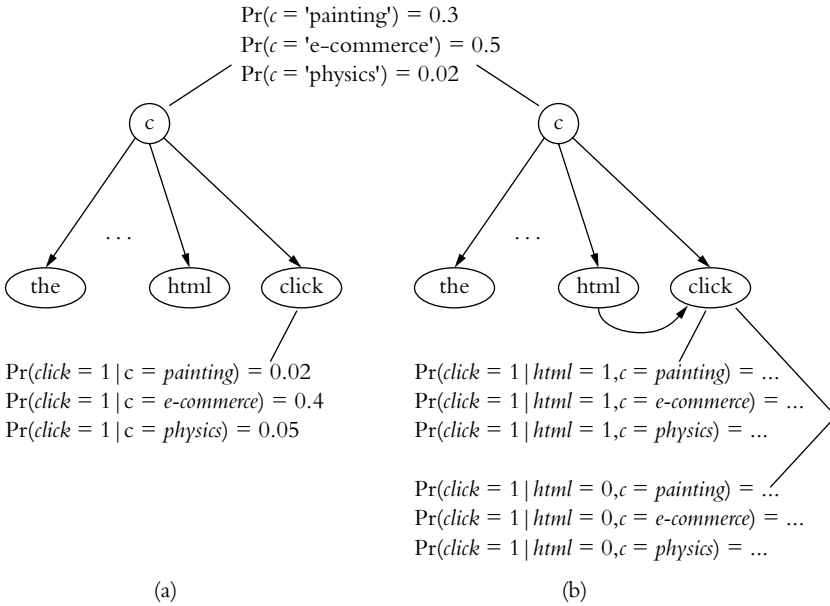 Pr(c = 'painting') = 0.3
Pr(c = 'e-commerce') = 0.5
Pr(c = 'physics') = 0.02
c
c
...
...
the
html
click
the
html
click
Pr(click = 1 | c = painting) = 0.02
Pr(click = 1 | c = e-commerce) = 0.4
Pr(click = 1 | c = physics) = 0.05
Pr(click = 1 | html = 1,c = painting) = ...
Pr(click = 1 | html = 1,c = e-commerce) = ...
Pr(click = 1 | html = 1,c = physics) = ...
Pr(click = 1 | html = 0,c = painting) = ...
Pr(click = 1 | html = 0,c = e-commerce) = ...
Pr(click = 1 | html = 0,c = physics) = ...
(a)
(b)